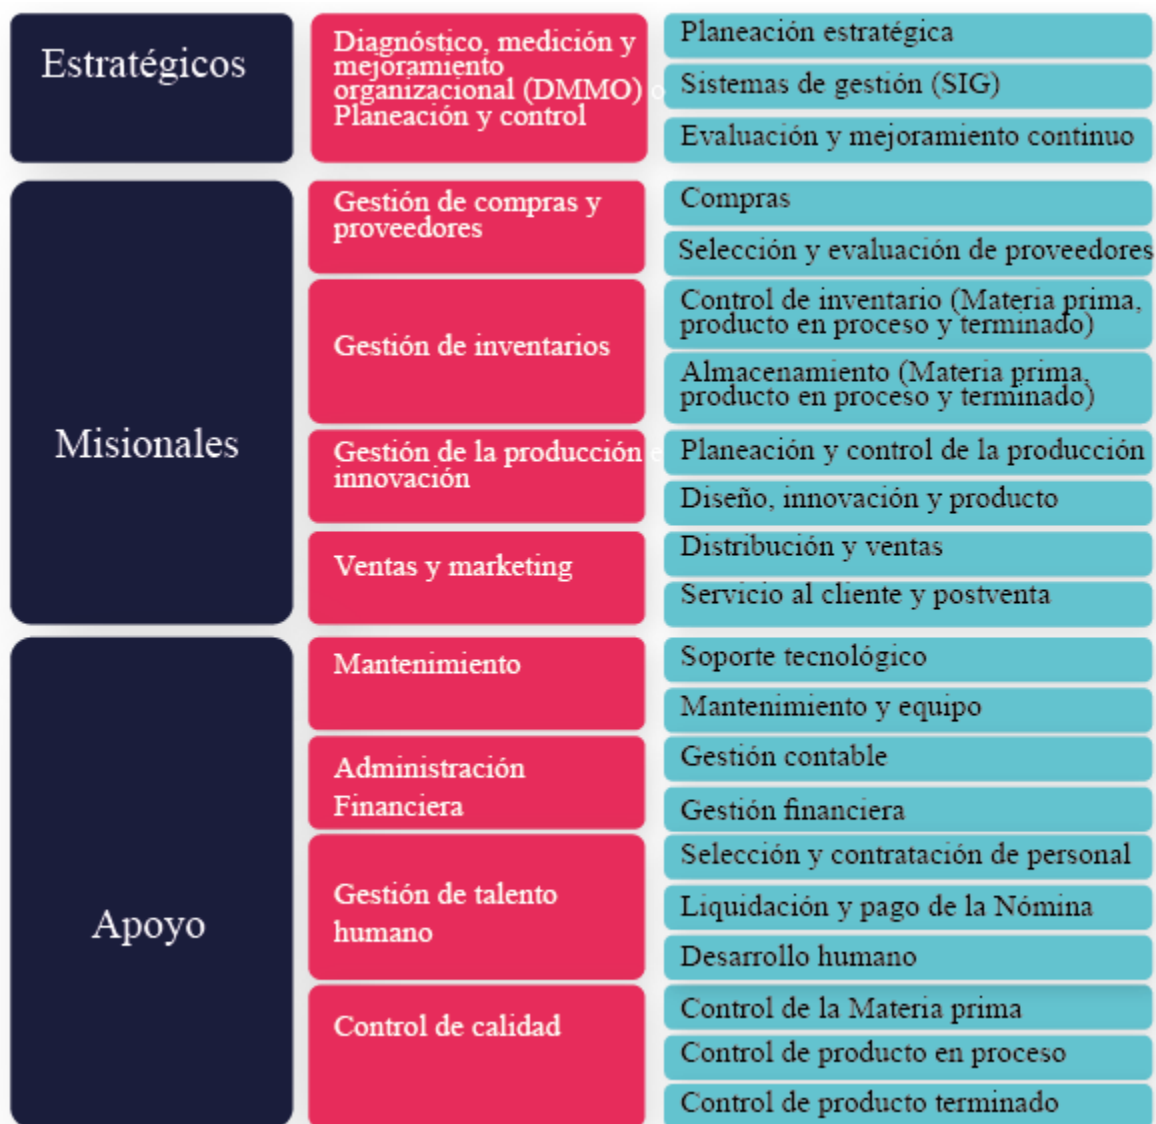 Estratégicos
Diagnóstico, medición y
mejoramiento
organizacional (DMMO) o
Planeación y control
Planeación estratégica
Sistemas de gestión (SIG)
Evaluación y mejoramiento continuo
Misionales
Gestión de compras y
proveedores
Compras
Selección y evaluación de proveedores
Gestión de inventarios
Control de inventario (Materia prima,
producto en proceso y terminado)
Almacenamiento (Materia prima,
producto en proceso y terminado)
Gestión de la producción e
innovación
Planeación y control de la producción
Diseño, innovación y producto
Ventas y marketing
Distribución y ventas
Servicio al cliente y postventa
Apoyo
Mantenimiento
Soporte tecnológico
Mantenimiento y equipo
Administración
Financiera
Gestión contable
Gestión financiera
Gestión de talento
humano
Selección y contratación de personal
Liquidación y pago de la Nómina
Desarrollo humano
Control de calidad
Control de la Materia prima
Control de producto en proceso
Control de producto terminado